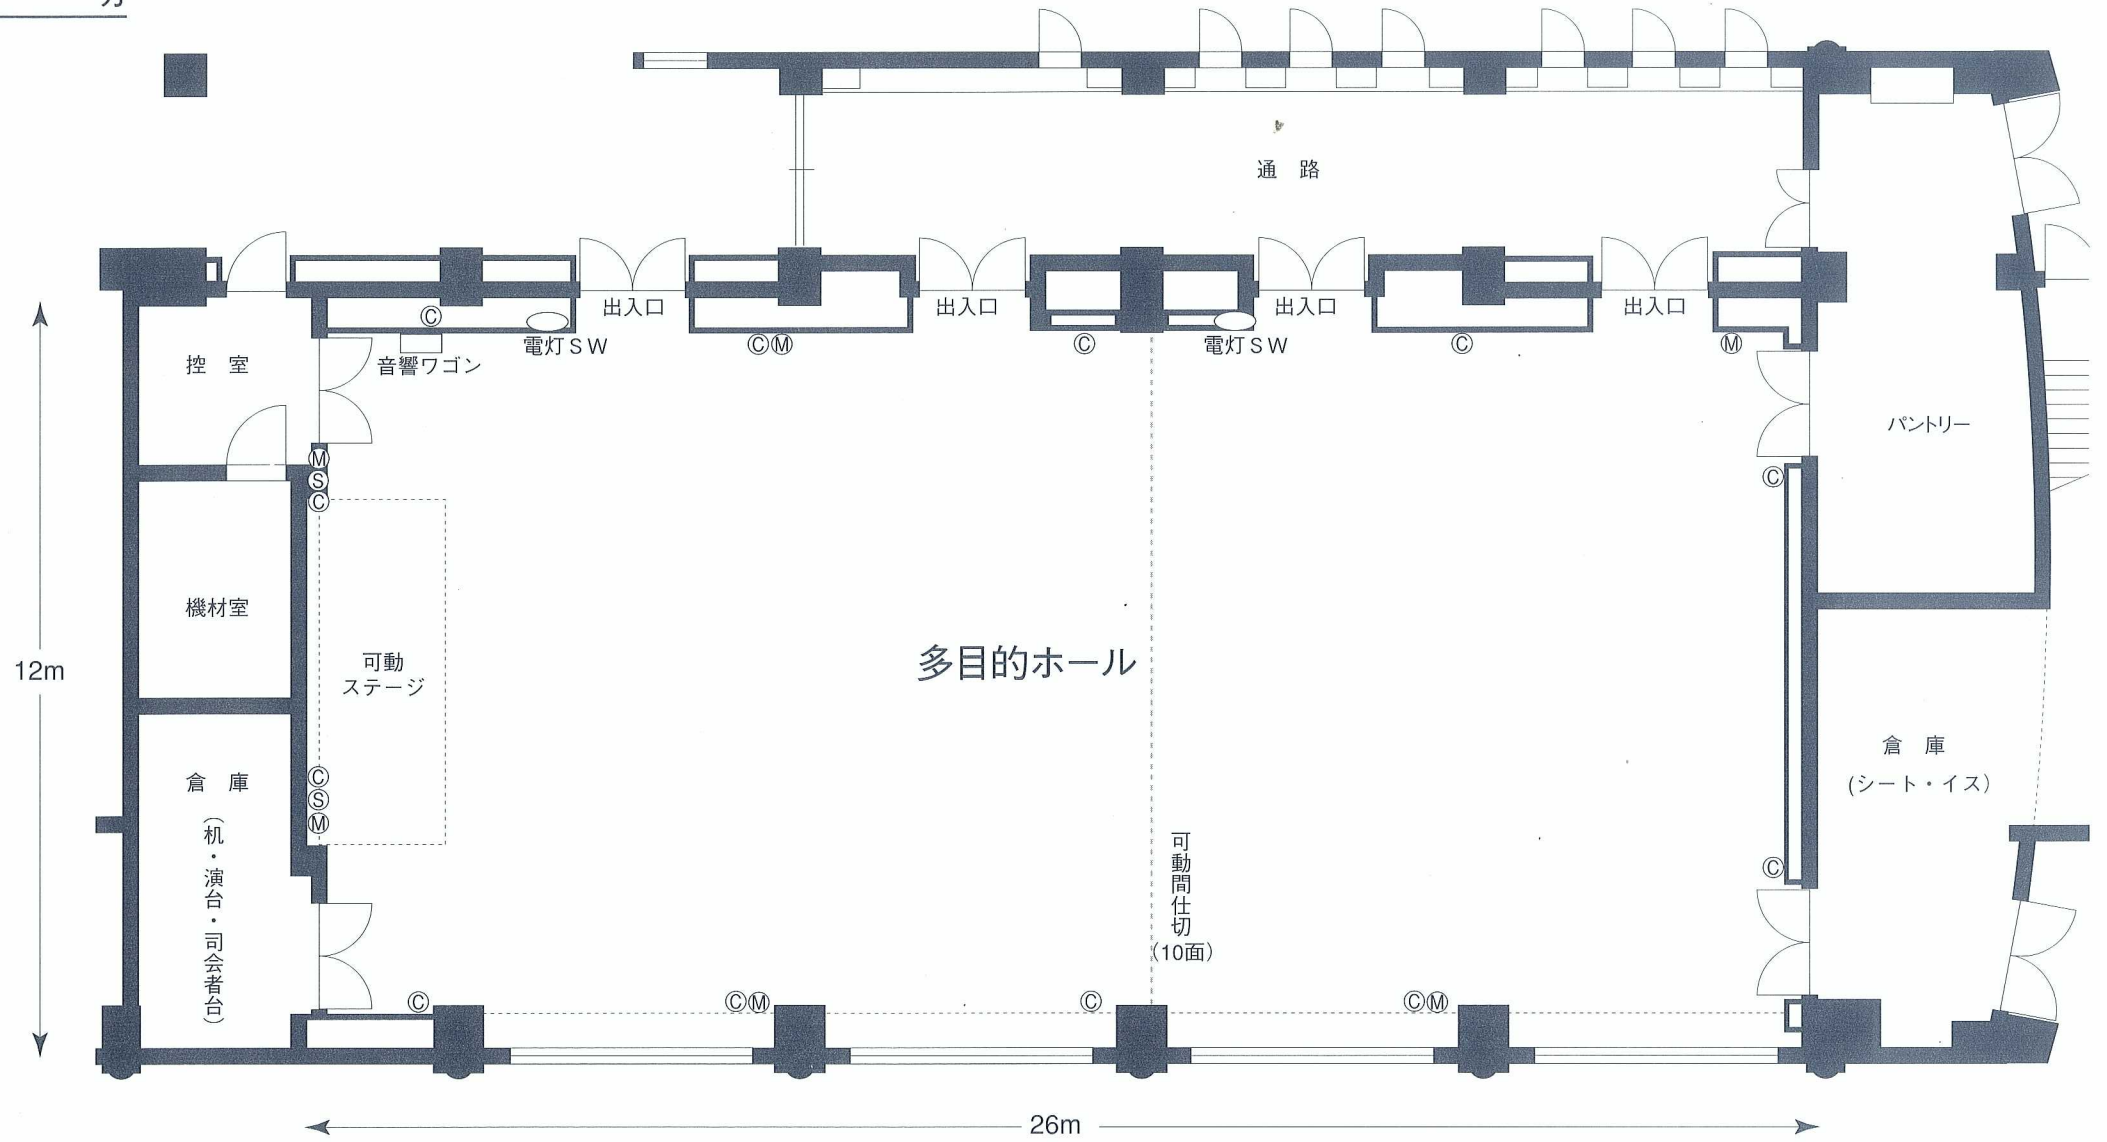 通 路
出入口
出入口
出入口
出入口
Ⓒ
電灯SW
ⒸⓂ
Ⓒ
電灯SW
Ⓒ
Ⓜ
控 室
音響ワゴン
パントリー
Ⓜ
Ⓢ
Ⓒ
Ⓒ
機材室
可動
ステージ
多目的ホール
12m
倉 庫
(シート・イス)
倉 庫
(机・演台・司会者台)
Ⓒ
Ⓢ
Ⓜ
可動間仕切
(10面)
Ⓒ
Ⓒ
ⒸⓂ
Ⓒ
ⒸⓂ
26m